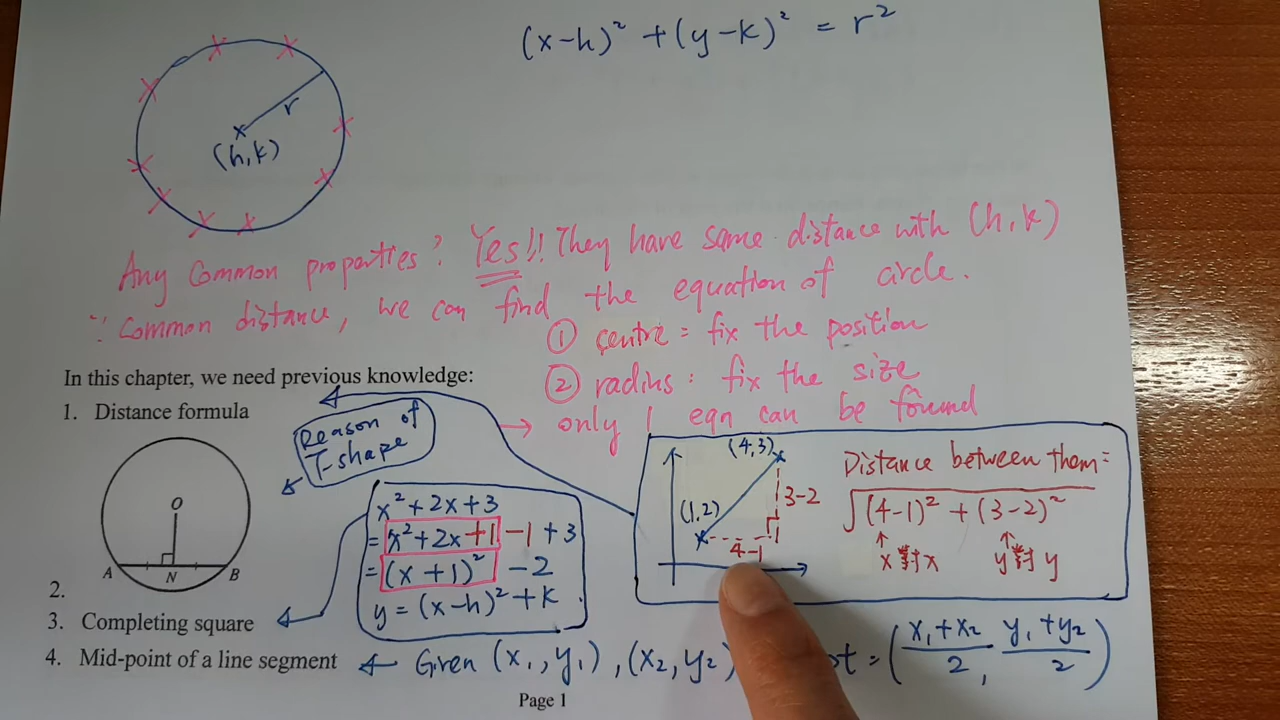 (x-h)² + (y-k)² = r²
r
(h,k)
Any Common properties? Yes!! They have same distance with (h,k)
∵ Common distance, we can find the equation of circle.
① centre = fix the position
② radius : fix the size
→ only 1 eqn can be found
In this chapter, we need previous knowledge:
1. Distance formula
Reason of
T-shape
O
A N B
2.
x² + 2x + 3
= x² + 2x + 1 - 1 + 3
= (x + 1)² - 2
y = (x-h)² + k
(4,3)
(1,2)
3-2
4-1
Distance between them =
√(4-1)² + (3-2)²
x 對 x
y 對 y
3. Completing square
4. Mid-point of a line segment
Given (x₁, y₁), (x₂, y₂) = (x₁+x₂/2, y₁+y₂/2)
Page 1